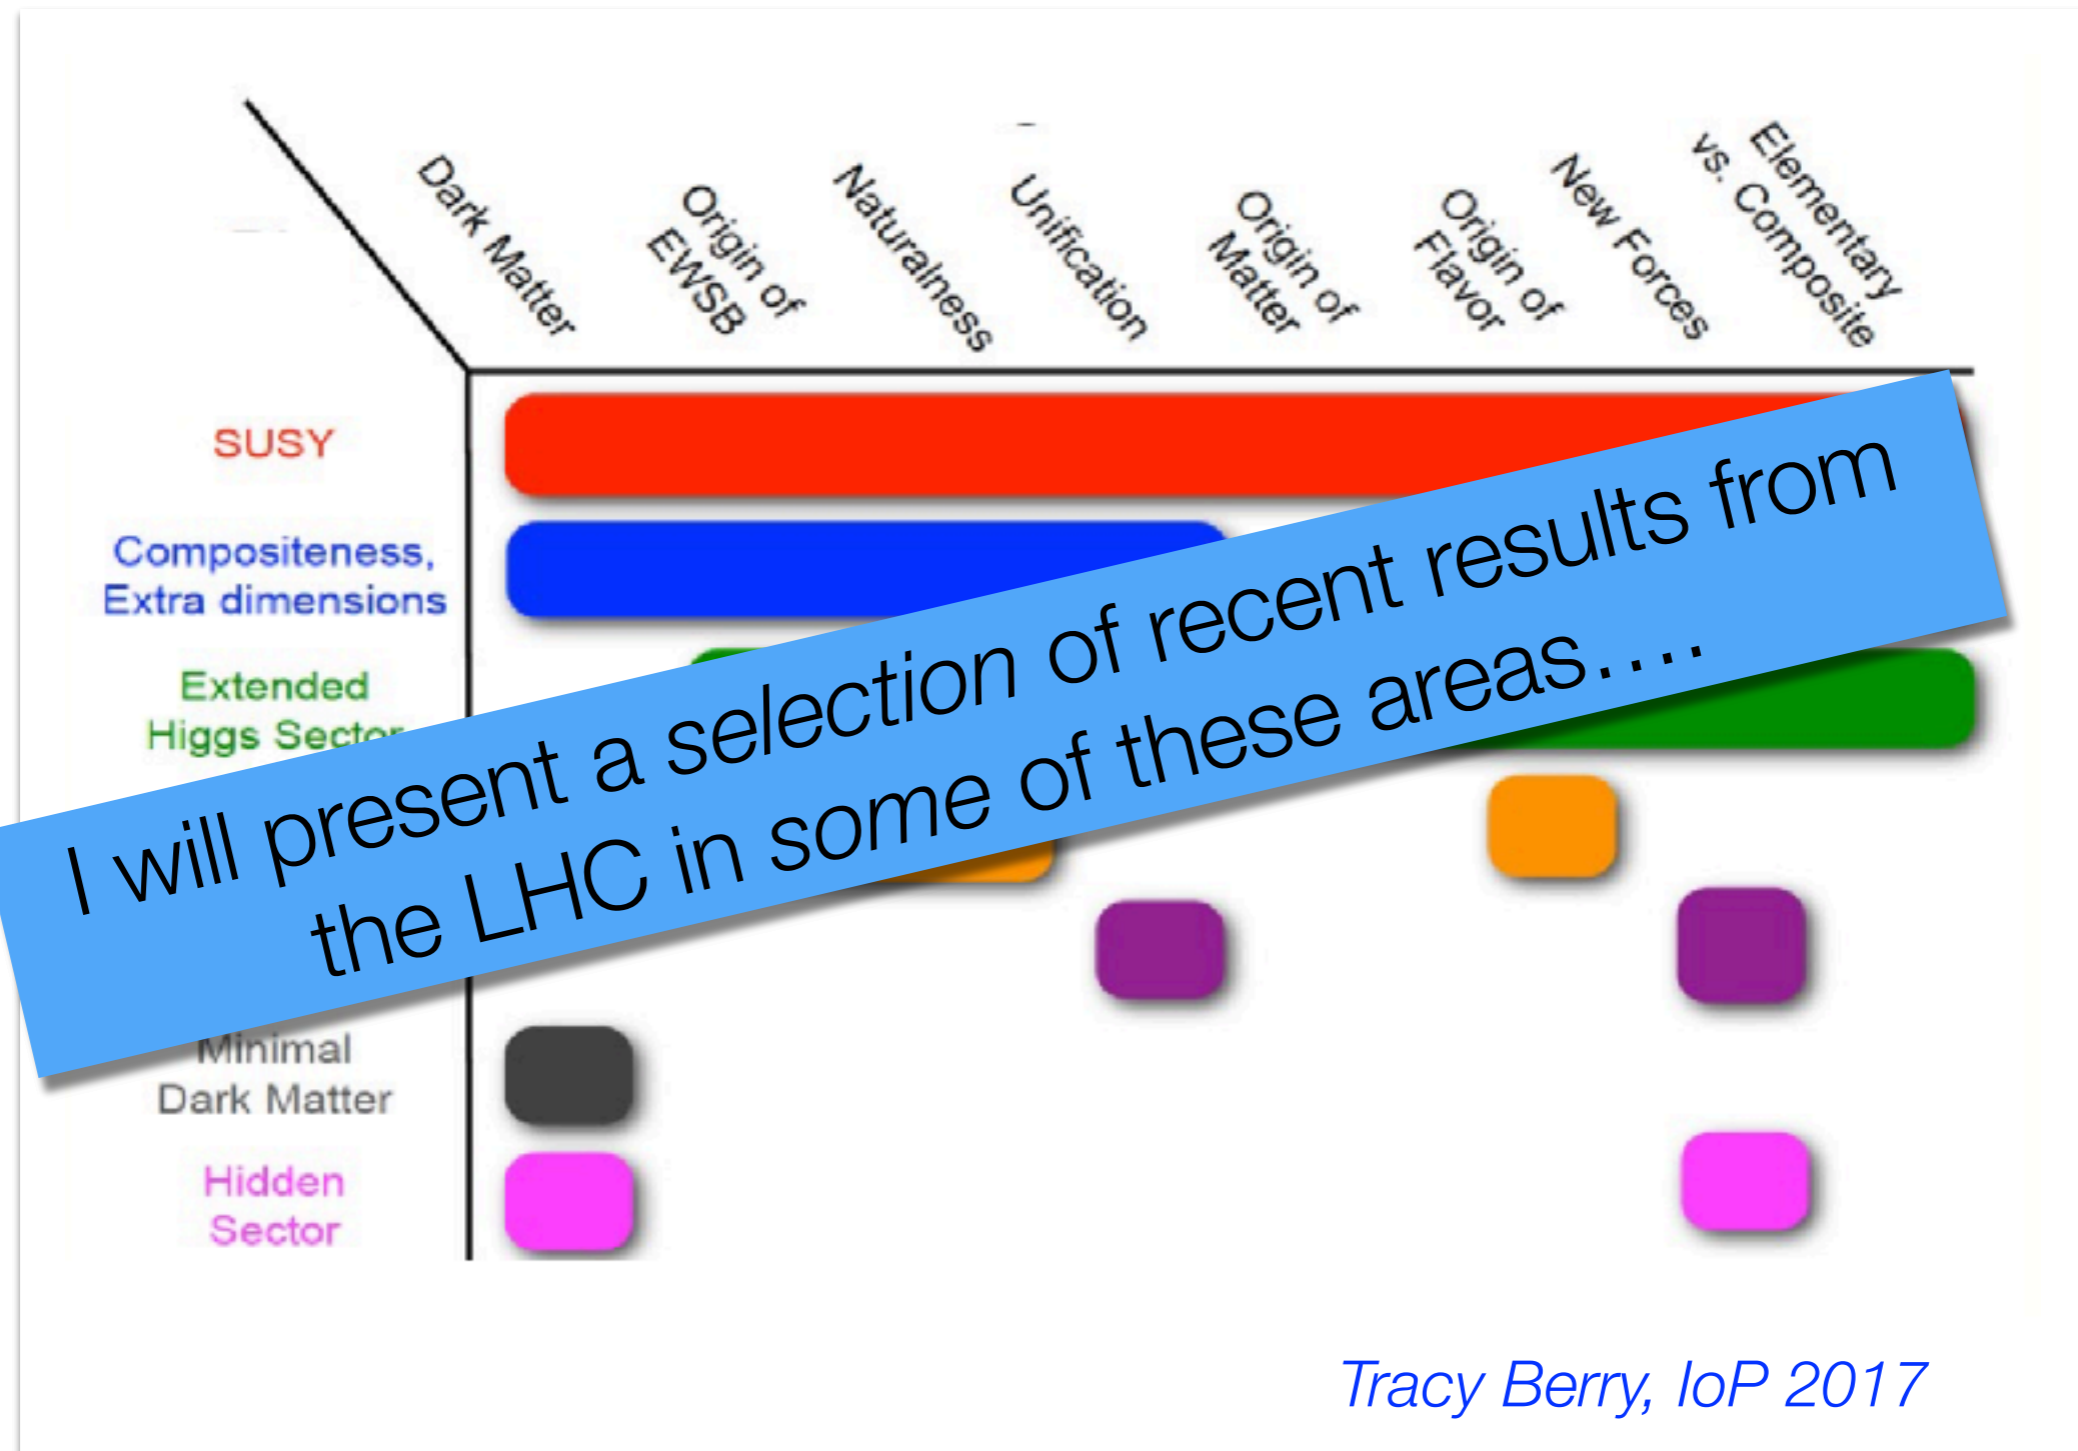 Dark Matter
Origin of
EWSB
Naturalness
Unification
Origin of
Matter
Origin of
Flavor
New Forces
Elementary
vs. Composite
SUSY
Compositeness,
Extra dimensions
Extended
Higgs Sector
I will present a selection of recent results from
the LHC in some of these areas....
Minimal
Dark Matter
Hidden
Sector
Tracy Berry, IoP 2017